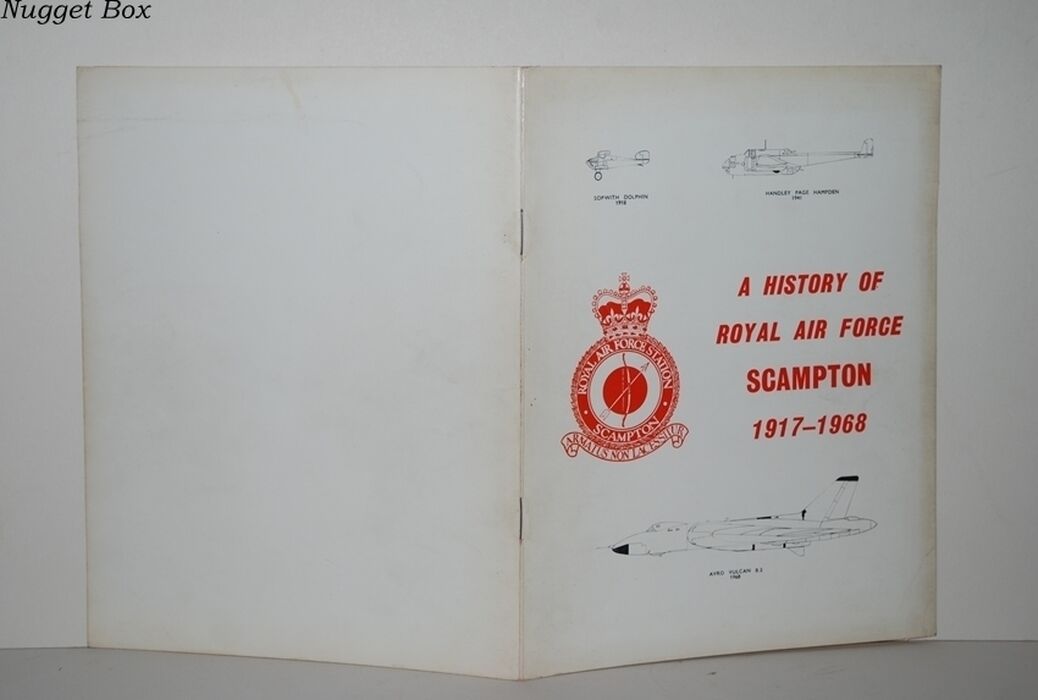 Nugget Box
SOPWITH DOLPHIN
1918
HANDLEY PAGE HAMPDEN
1941
A HISTORY OF
ROYAL AIR FORCE
SCAMPTON
1917–1968
ROYAL AIR FORCE STATION
SCAMPTON
ARMATUS NON LACESSITUR
AVRO VULCAN B.2
1968